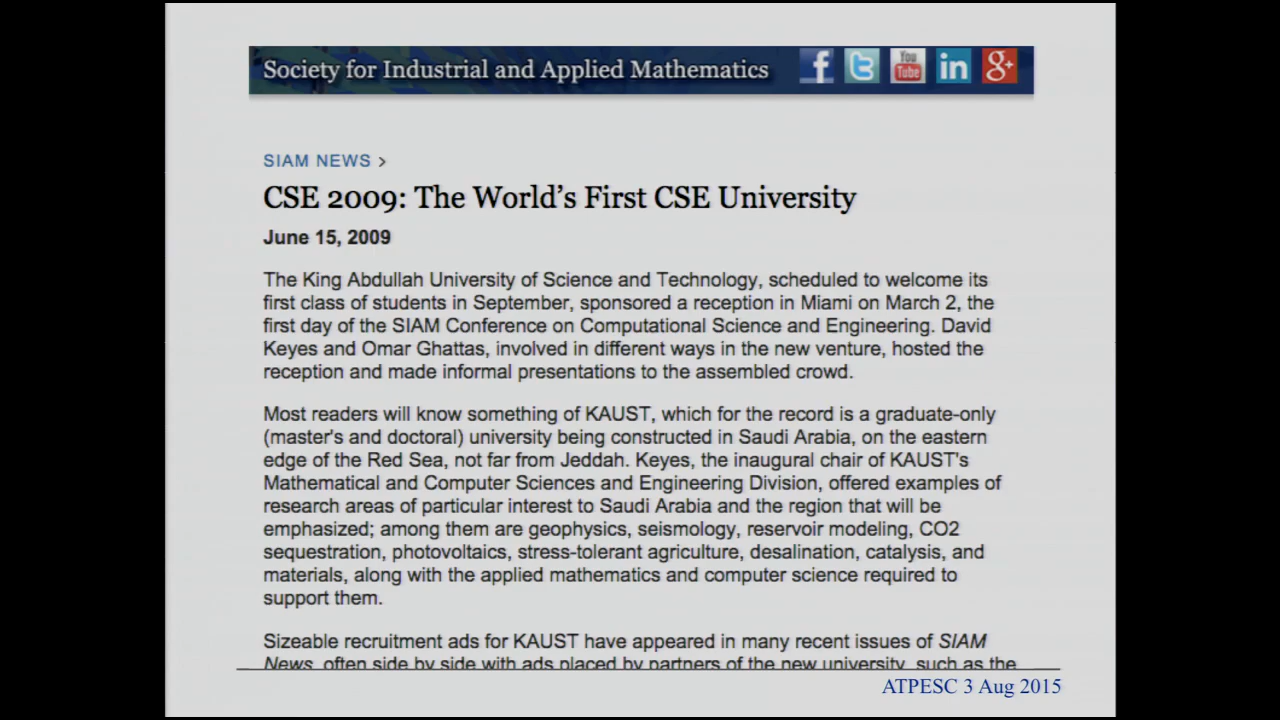 Society for Industrial and Applied Mathematics
f
t
You
Tube
in
g+
SIAM NEWS >
CSE 2009: The World's First CSE University
June 15, 2009
The King Abdullah University of Science and Technology, scheduled to welcome its
first class of students in September, sponsored a reception in Miami on March 2, the
first day of the SIAM Conference on Computational Science and Engineering. David
Keyes and Omar Ghattas, involved in different ways in the new venture, hosted the
reception and made informal presentations to the assembled crowd.
Most readers will know something of KAUST, which for the record is a graduate-only
(master's and doctoral) university being constructed in Saudi Arabia, on the eastern
edge of the Red Sea, not far from Jeddah. Keyes, the inaugural chair of KAUST's
Mathematical and Computer Sciences and Engineering Division, offered examples of
research areas of particular interest to Saudi Arabia and the region that will be
emphasized; among them are geophysics, seismology, reservoir modeling, CO2
sequestration, photovoltaics, stress-tolerant agriculture, desalination, catalysis, and
materials, along with the applied mathematics and computer science required to
support them.
Sizeable recruitment ads for KAUST have appeared in many recent issues of SIAM
News, often side by side with ads placed by partners of the new university, such as the
ATPESC 3 Aug 2015